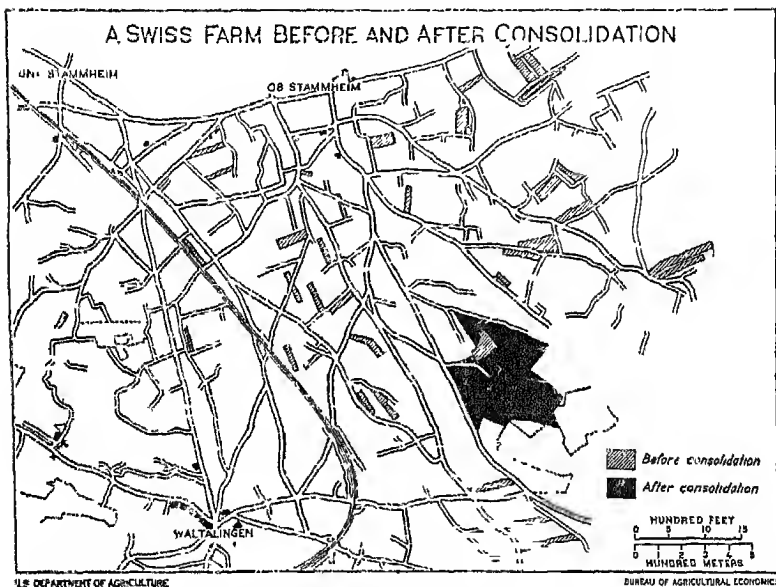 A SWISS FARM BEFORE AND AFTER CONSOLIDATION
STAMMHEIM
OB STAMMHEIM
WALTALINGEN
Before consolidation
After consolidation
HUNDRED FEET
0 5 10 15
0 1 2 3 4 5
HUNDRED METERS
U.S. DEPARTMENT OF AGRICULTURE
BUREAU OF AGRICULTURAL ECONOMIC